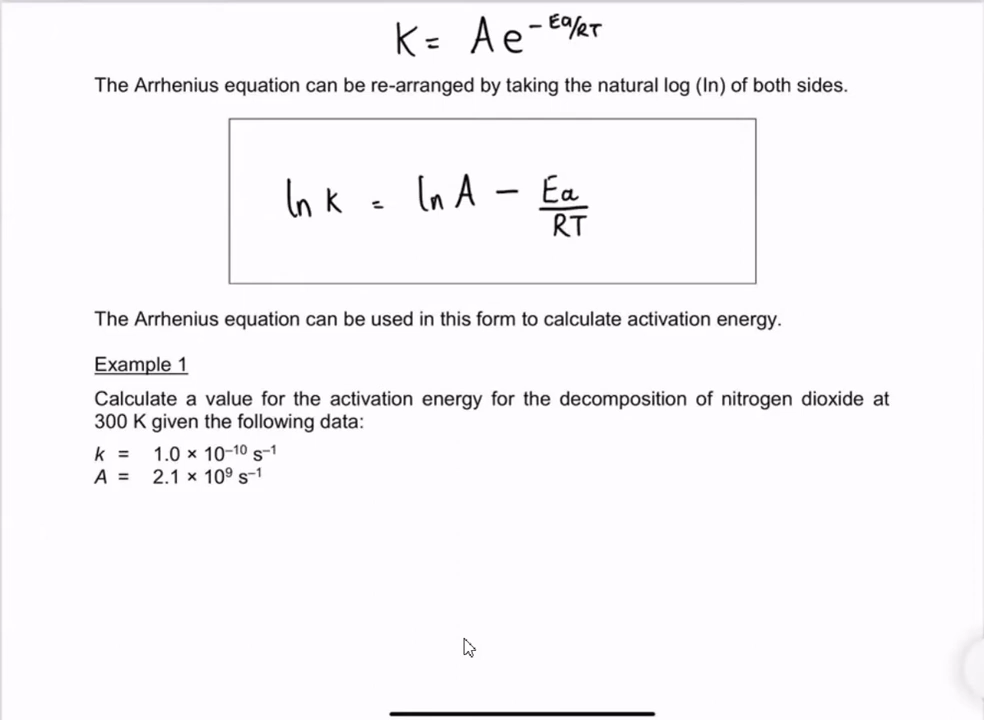 K = Ae^-Ea/RT
The Arrhenius equation can be re-arranged by taking the natural log (ln) of both sides.
ln k = ln A − Ea/RT
The Arrhenius equation can be used in this form to calculate activation energy.
Example 1
Calculate a value for the activation energy for the decomposition of nitrogen dioxide at
300 K given the following data:
k = 1.0 × 10⁻¹⁰ s⁻¹
A = 2.1 × 10⁹ s⁻¹